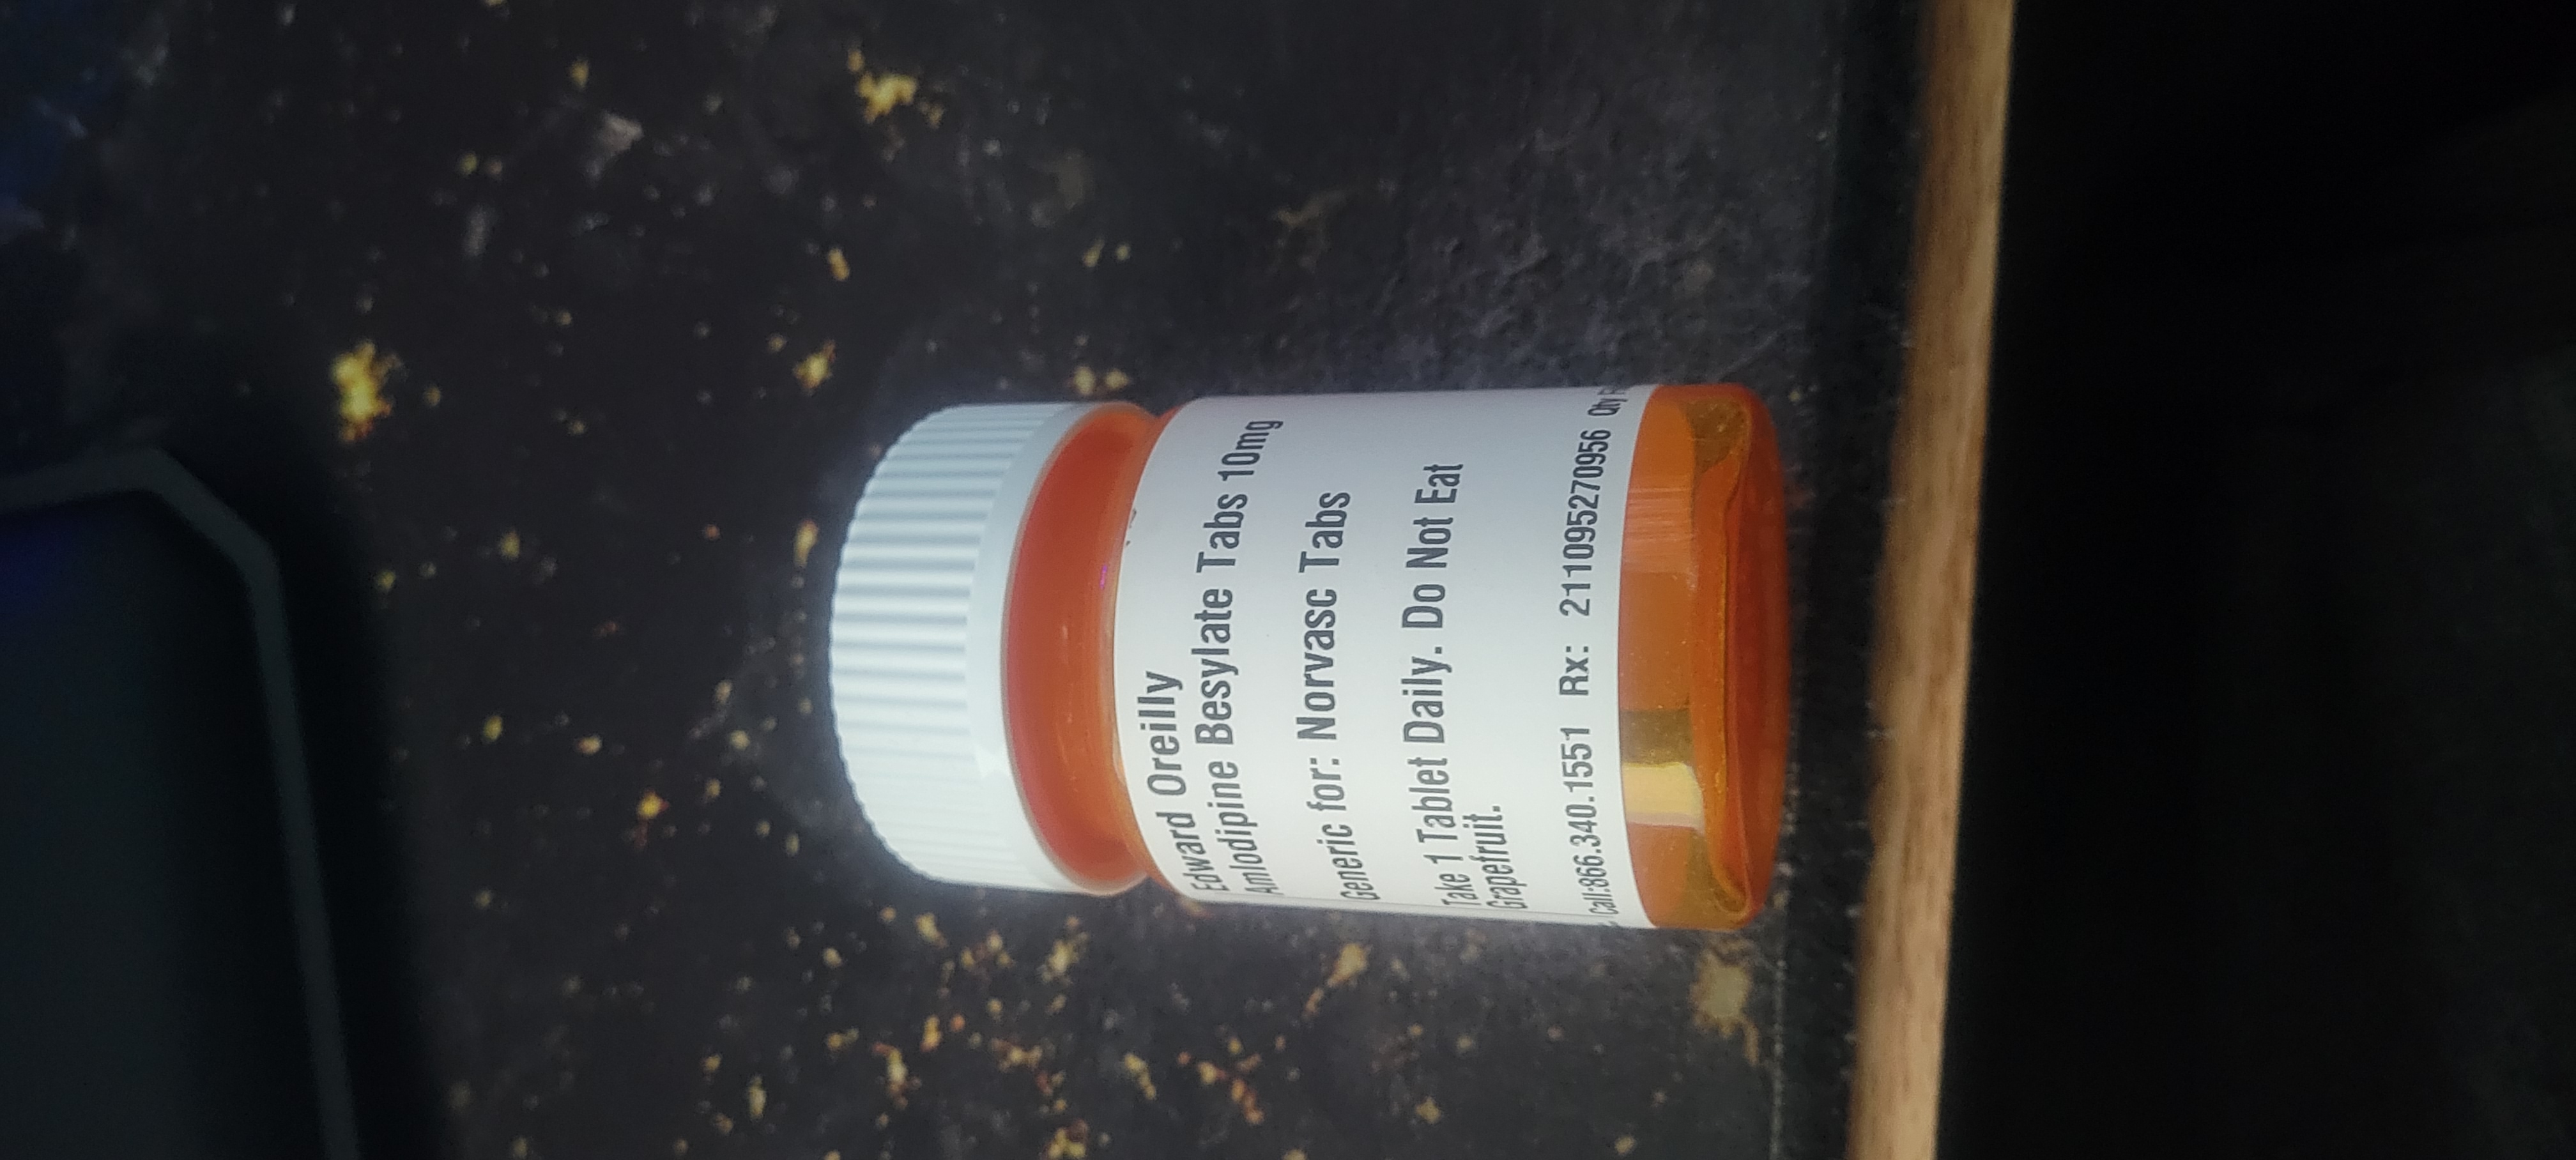 Edward Oreilly
Amlodipine Besylate Tabs 10mg
Generic for: Norvasc Tabs
Take 1 Tablet Daily. Do Not Eat
Grapefruit.
Call:866.340.1551 Rx: 211095270956 Qty